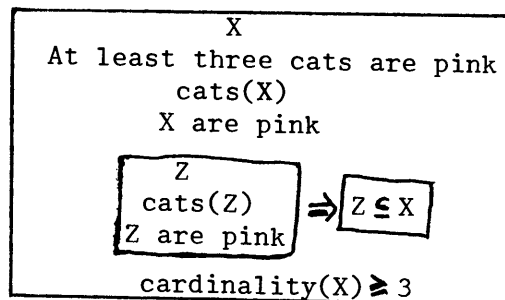 X
At least three cats are pink
cats(X)
X are pink
Z
cats(Z)
Z are pink
⇒ Z ⊆ X
cardinality(X) ≥ 3